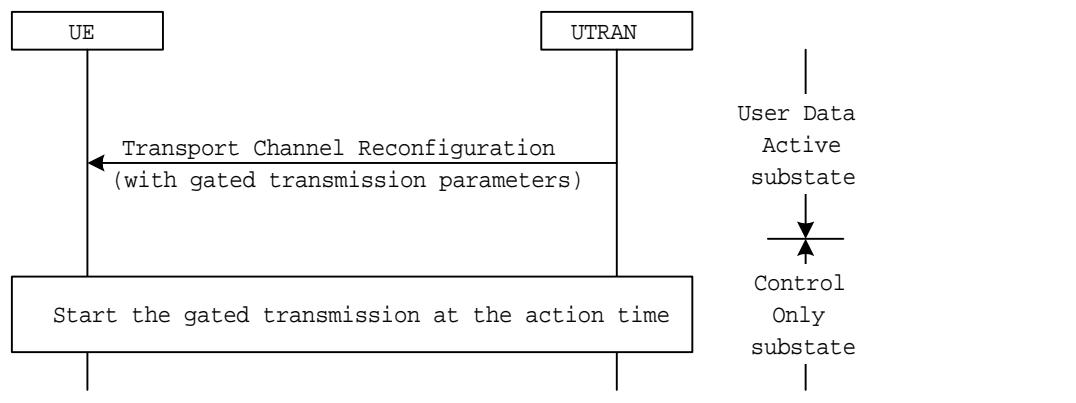 UE
UTRAN
User Data
Active
substate
Transport Channel Reconfiguration
(with gated transmission parameters)
Control
Only
substate
Start the gated transmission at the action time